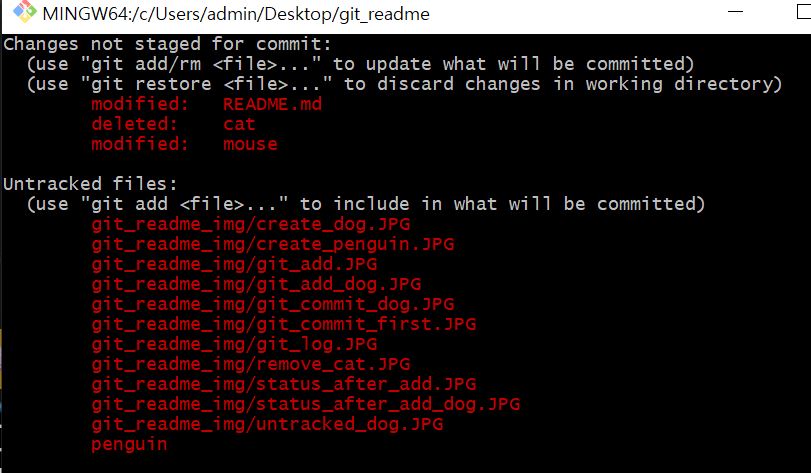 MINGW64:/c/Users/admin/Desktop/git_readme
Changes not staged for commit:
  (use "git add/rm <file>..." to update what will be committed)
  (use "git restore <file>..." to discard changes in working directory)
        modified:   README.md
        deleted:    cat
        modified:   mouse

Untracked files:
  (use "git add <file>..." to include in what will be committed)
        git_readme_img/create_dog.JPG
        git_readme_img/create_penguin.JPG
        git_readme_img/git_add.JPG
        git_readme_img/git_add_dog.JPG
        git_readme_img/git_commit_dog.JPG
        git_readme_img/git_commit_first.JPG
        git_readme_img/git_log.JPG
        git_readme_img/remove_cat.JPG
        git_readme_img/status_after_add.JPG
        git_readme_img/status_after_add_dog.JPG
        git_readme_img/untracked_dog.JPG
        penguin